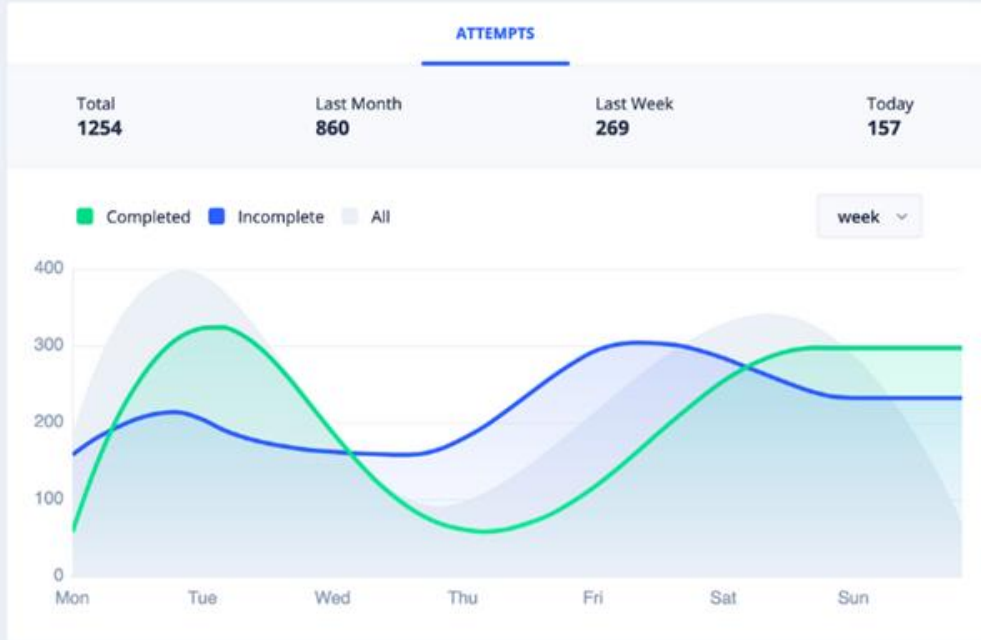 ATTEMPTS
Total Last Month Last Week Today
1254 860 269 157
Completed Incomplete All week
400
300
200
100
0
Mon Tue Wed Thu Fri Sat Sun